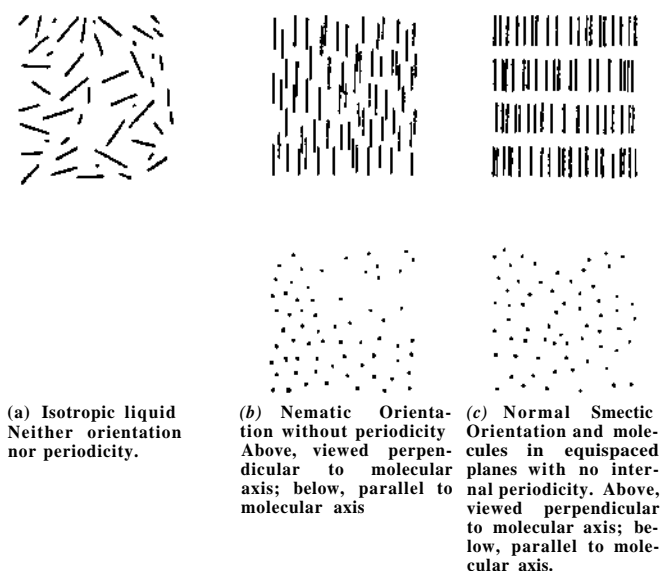 (a) Isotropic liquid
Neither orientation
nor periodicity.
(b) Nematic Orienta-
tion without periodicity
Above, viewed perpen-
dicular to molecular
axis; below, parallel to
molecular axis
(c) Normal Smectic
Orientation and mole-
cules in equispaced
planes with no inter-
nal periodicity. Above,
viewed perpendicular
to molecular axis; be-
low, parallel to mole-
cular axis.